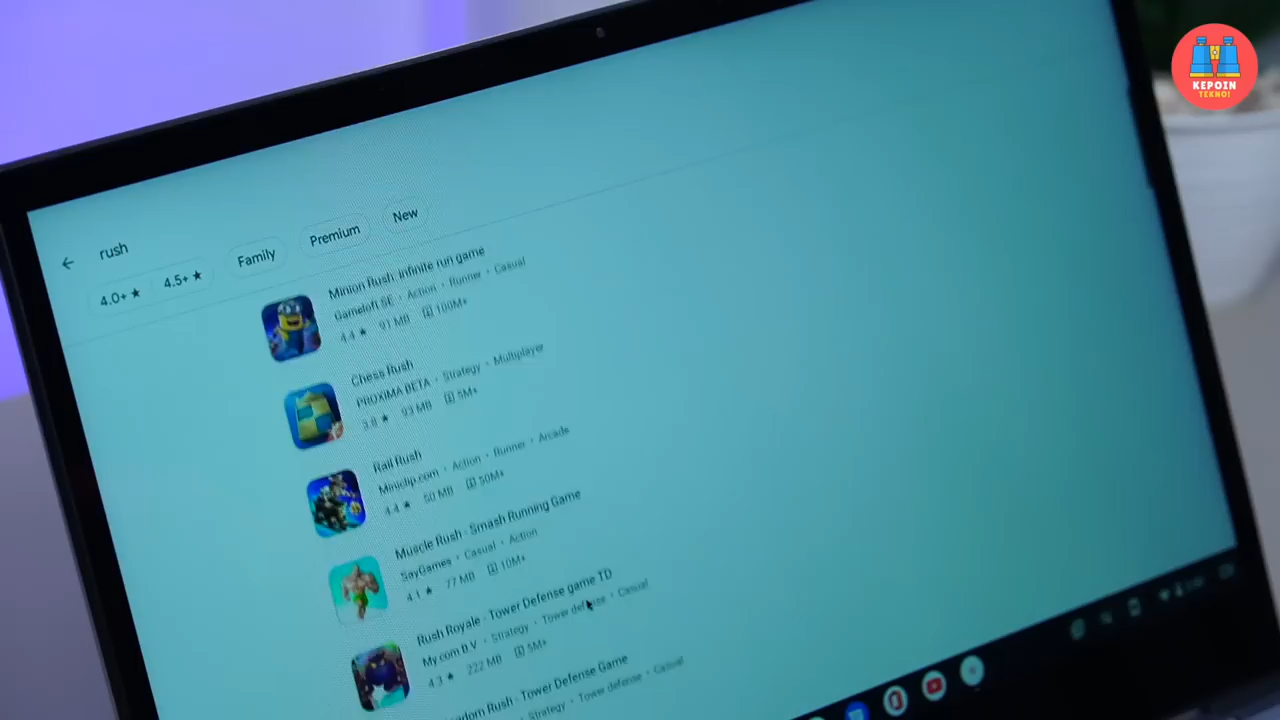 KEPOIN
TEKNO!
rush
4.0+ ★ 4.5+ ★ Family Premium New
Minion Rush: Infinite run game
Gameloft SE · Action · Runner · Casual
4.4 ★ 91 MB 100M+
Chess Rush
PROXIMA BETA · Strategy · Multiplayer
3.8 ★ 93 MB 5M+
Rail Rush
Miniclip.com · Action · Runner · Arcade
4.4 ★ 50 MB 50M+
Muscle Rush - Smash Running Game
SayGames · Casual · Action
4.1 ★ 77 MB 10M+
Rush Royale - Tower Defense game TD
My.com B.V · Strategy · Tower defense · Casual
4.3 ★ 222 MB 5M+
Rush - Tower Defense Game
Strategy · Tower defense · Casual